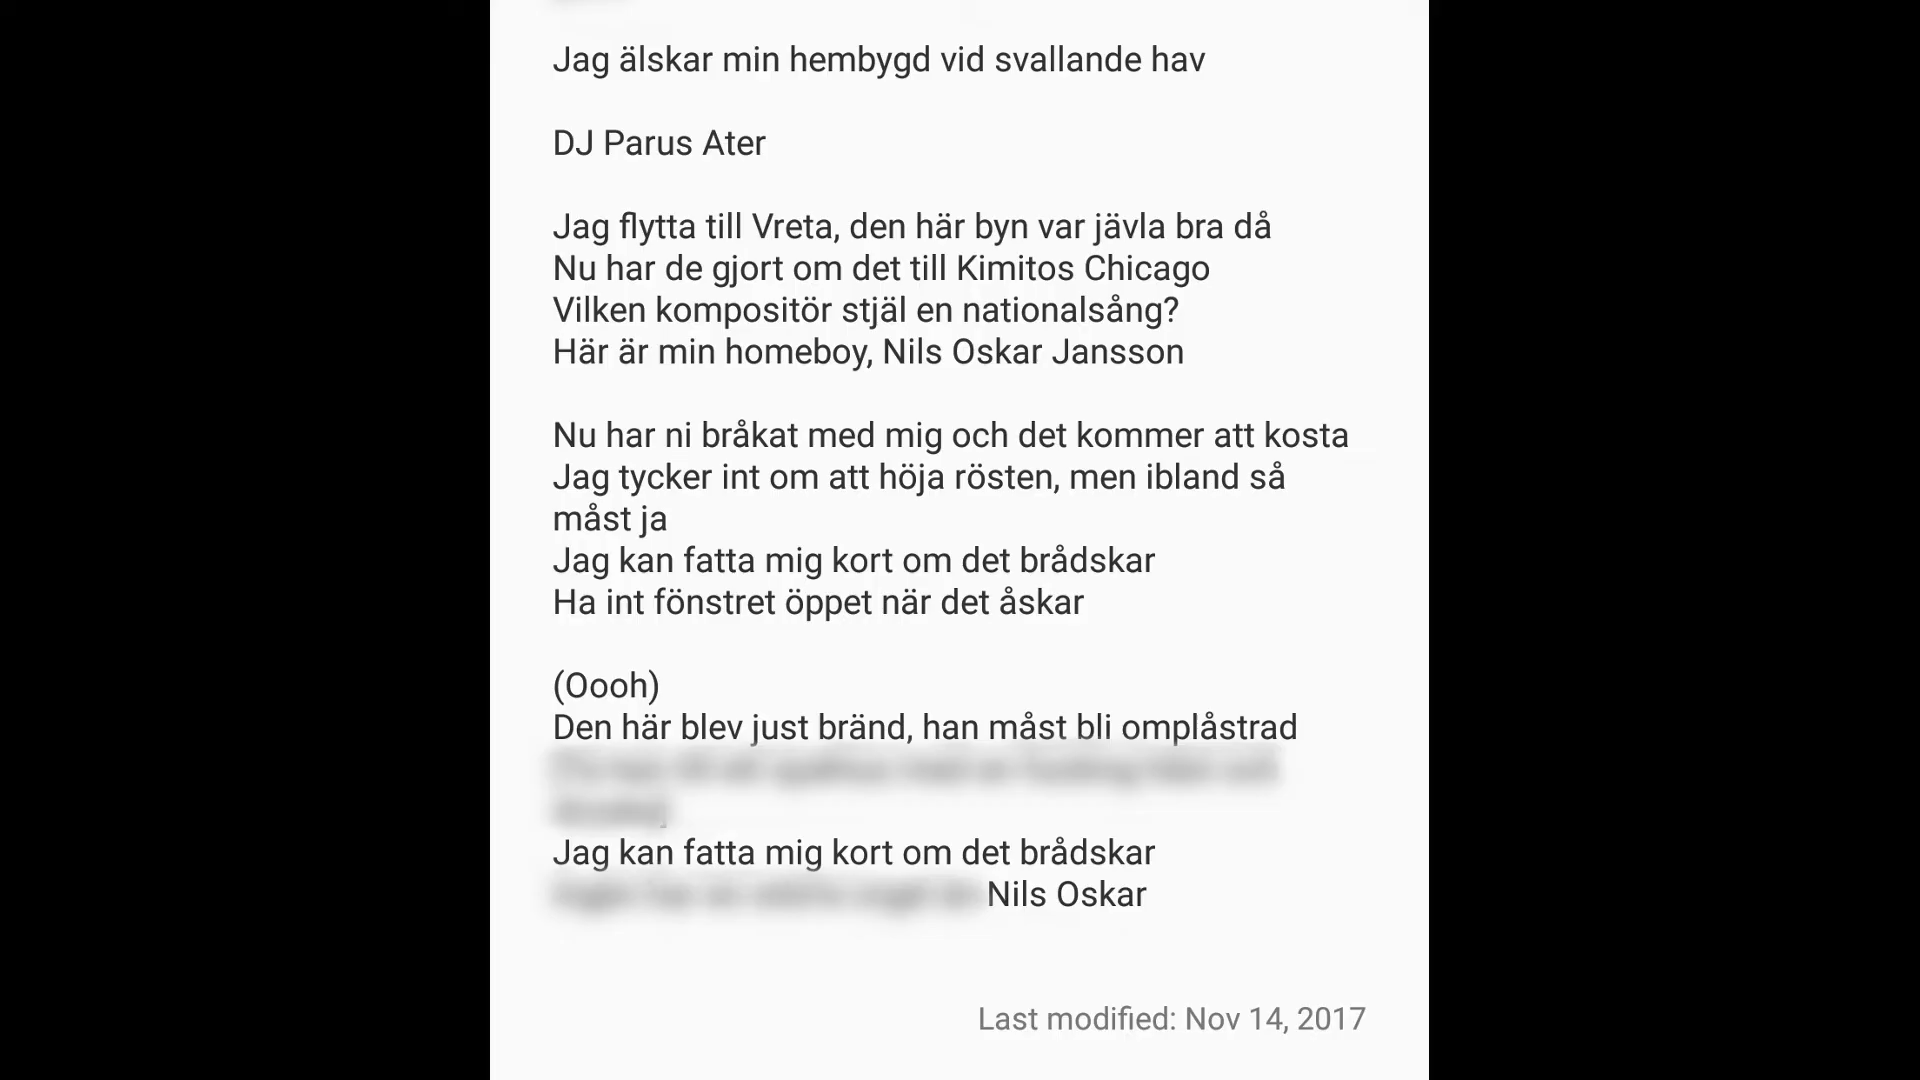 Jag älskar min hembygd vid svallande hav
DJ Parus Ater
Jag flytta till Vreta, den här byn var jävla bra då
Nu har de gjort om det till Kimitos Chicago
Vilken kompositör stjäl en nationalsång?
Här är min homeboy, Nils Oskar Jansson
Nu har ni bråkat med mig och det kommer att kosta
Jag tycker int om att höja rösten, men ibland så
måst ja
Jag kan fatta mig kort om det brådskar
Ha int fönstret öppet när det åskar
(Oooh)
Den här blev just bränd, han måst bli omplåstrad
Jag kan fatta mig kort om det brådskar
Nils Oskar
Last modified: Nov 14, 2017